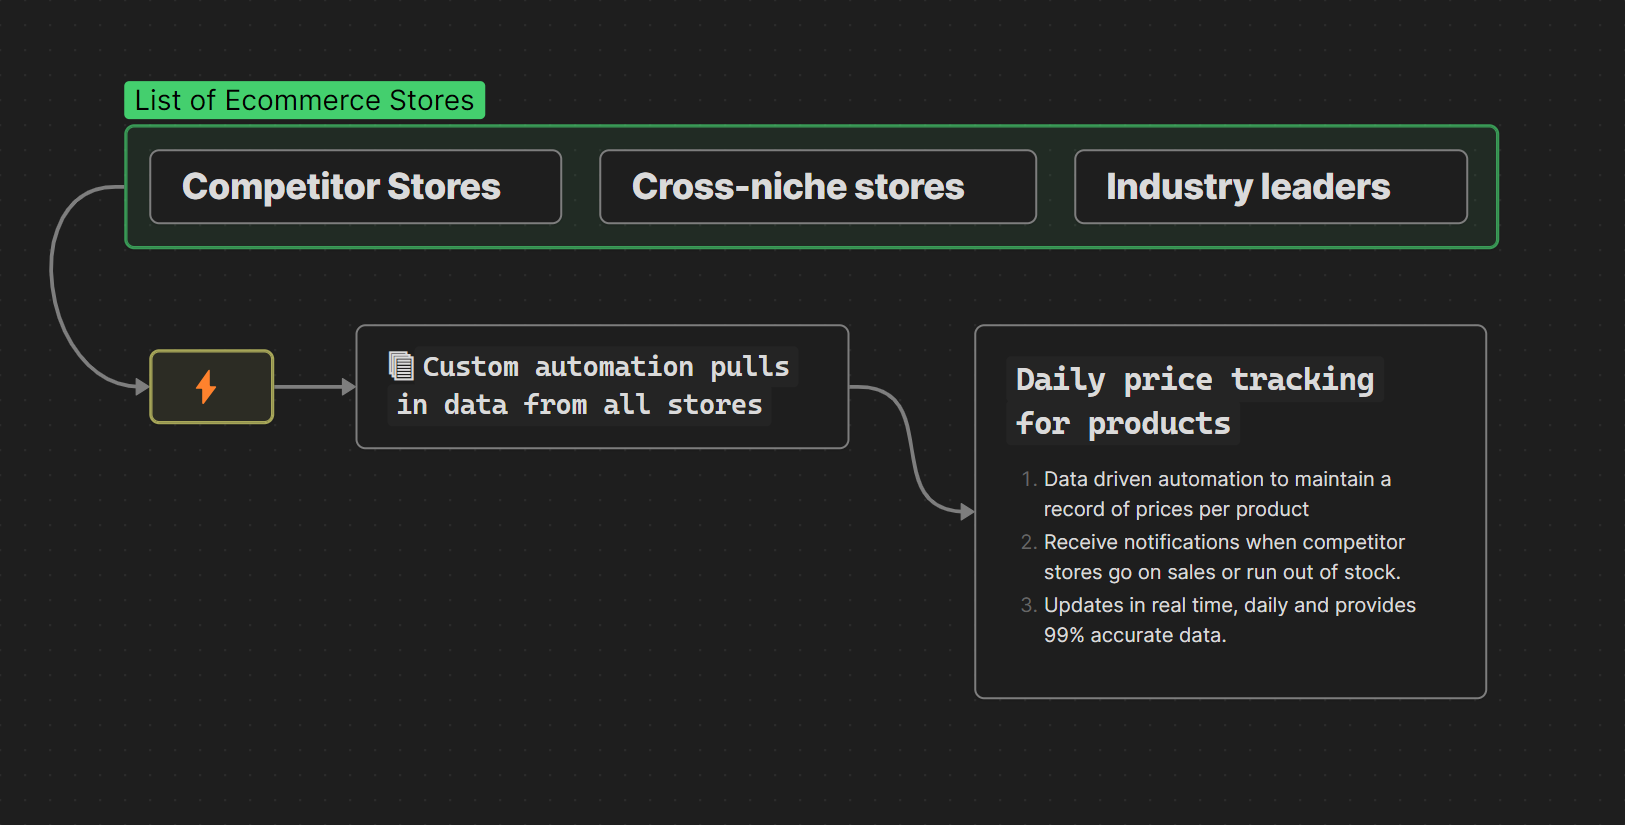 List of Ecommerce Stores
Competitor Stores
Cross-niche stores
Industry leaders
Custom automation pulls
in data from all stores
Daily price tracking
for products
1. Data driven automation to maintain a
record of prices per product
2. Receive notifications when competitor
stores go on sales or run out of stock.
3. Updates in real time, daily and provides
99% accurate data.